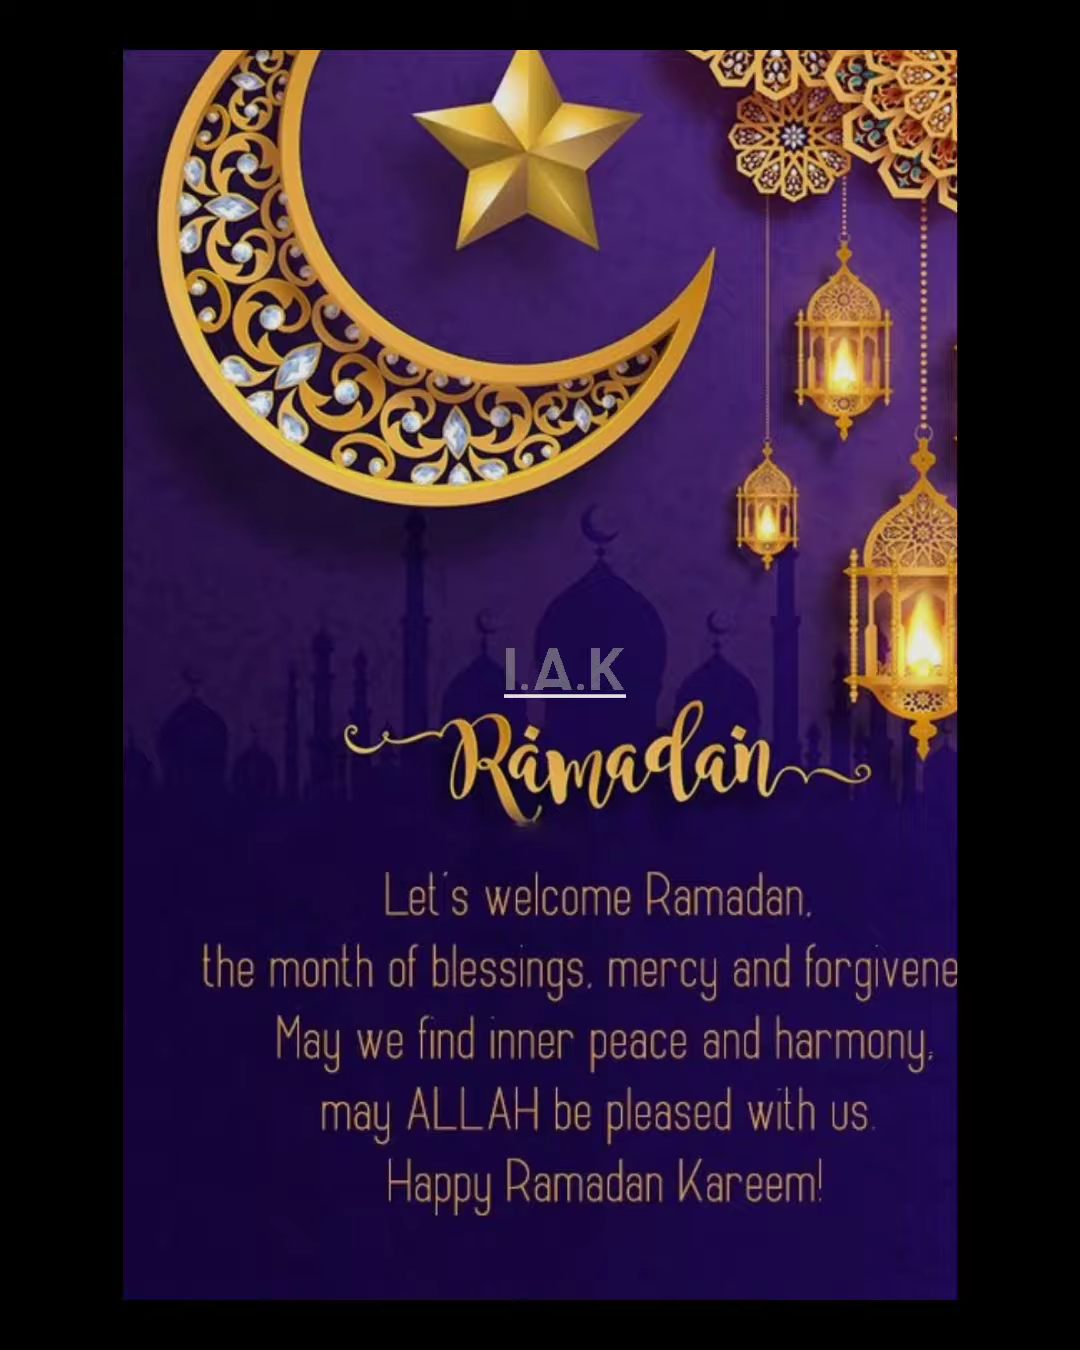 I.A.K
Ramadan
Let's welcome Ramadan,
the month of blessings, mercy and forgivene
May we find inner peace and harmony,
may ALLAH be pleased with us.
Happy Ramadan Kareem!